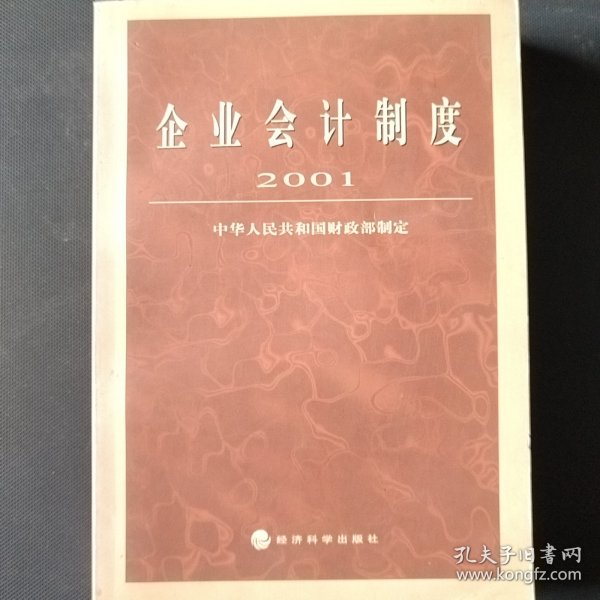 企业会计制度
2001
中华人民共和国财政部制定
经济科学出版社
孔夫子旧书网
www.kongfz.com